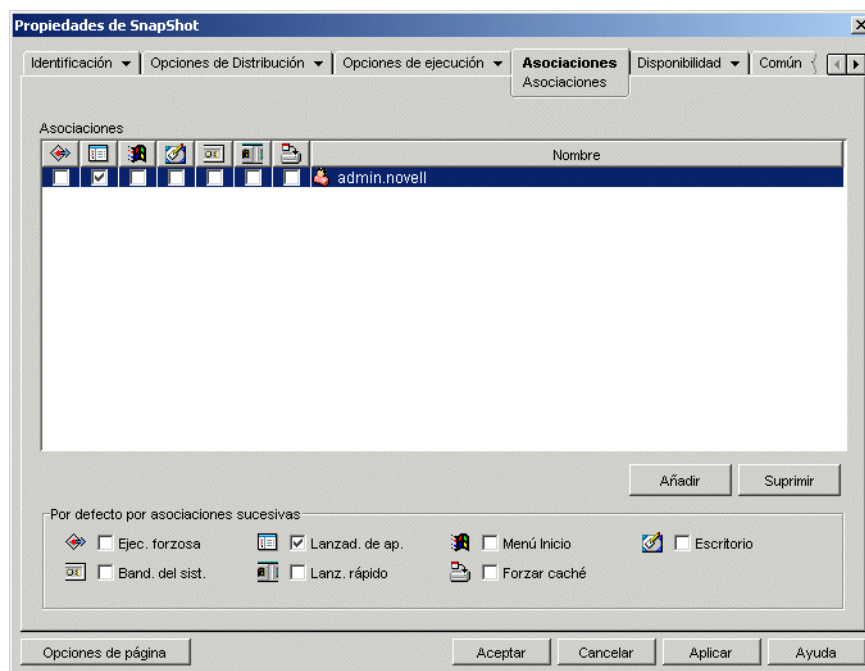 Propiedades de SnapShot
Identificación Opciones de Distribución Opciones de ejecución Asociaciones Disponibilidad Común
Asociaciones
Asociaciones
Nombre
admin.novell
Añadir Suprimir
Por defecto por asociaciones sucesivas
Ejec. forzosa Lanzad. de ap. Menú Inicio Escritorio
Band. del sist. Lanz. rápido Forzar caché
Opciones de página Aceptar Cancelar Aplicar Ayuda